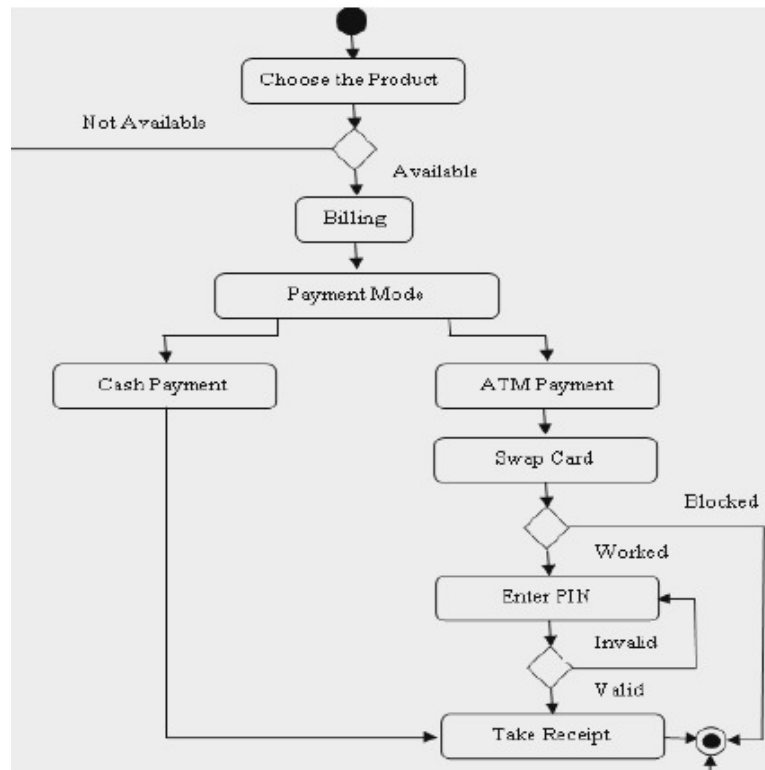 Choose the Product
Not Available
Available
Billing
Payment Mode
Cash Payment
ATM Payment
Swap Card
Blocked
Worked
Enter PIN
Invalid
Valid
Take Receipt